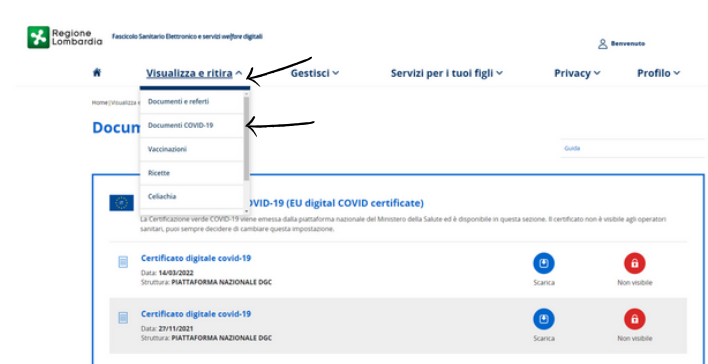 Regione
Lombardia
Fascicolo Sanitario Elettronico e servizi welfare digitali
Benvenuto
Visualizza e ritira
Gestisci
Servizi per i tuoi figli
Privacy
Profilo
Home|Visualizza
Docum
Documenti e referti
Documenti COVID-19
Vaccinazioni
Ricette
Celiachia
Guida
OVID-19 (EU digital COVID certificate)
La Certificazione verde COVID-19 viene emessa dalla piattaforma nazionale del Ministero della Salute ed è disponibile in questa sezione. Il certificato non è visibile agli operatori
sanitari, puoi sempre decidere di cambiare questa impostazione.
Certificato digitale covid-19
Data: 14/03/2022
Struttura: PIATTAFORMA NAZIONALE DGC
Scarica
Non visibile
Certificato digitale covid-19
Data: 27/11/2021
Struttura: PIATTAFORMA NAZIONALE DGC
Scarica
Non visibile